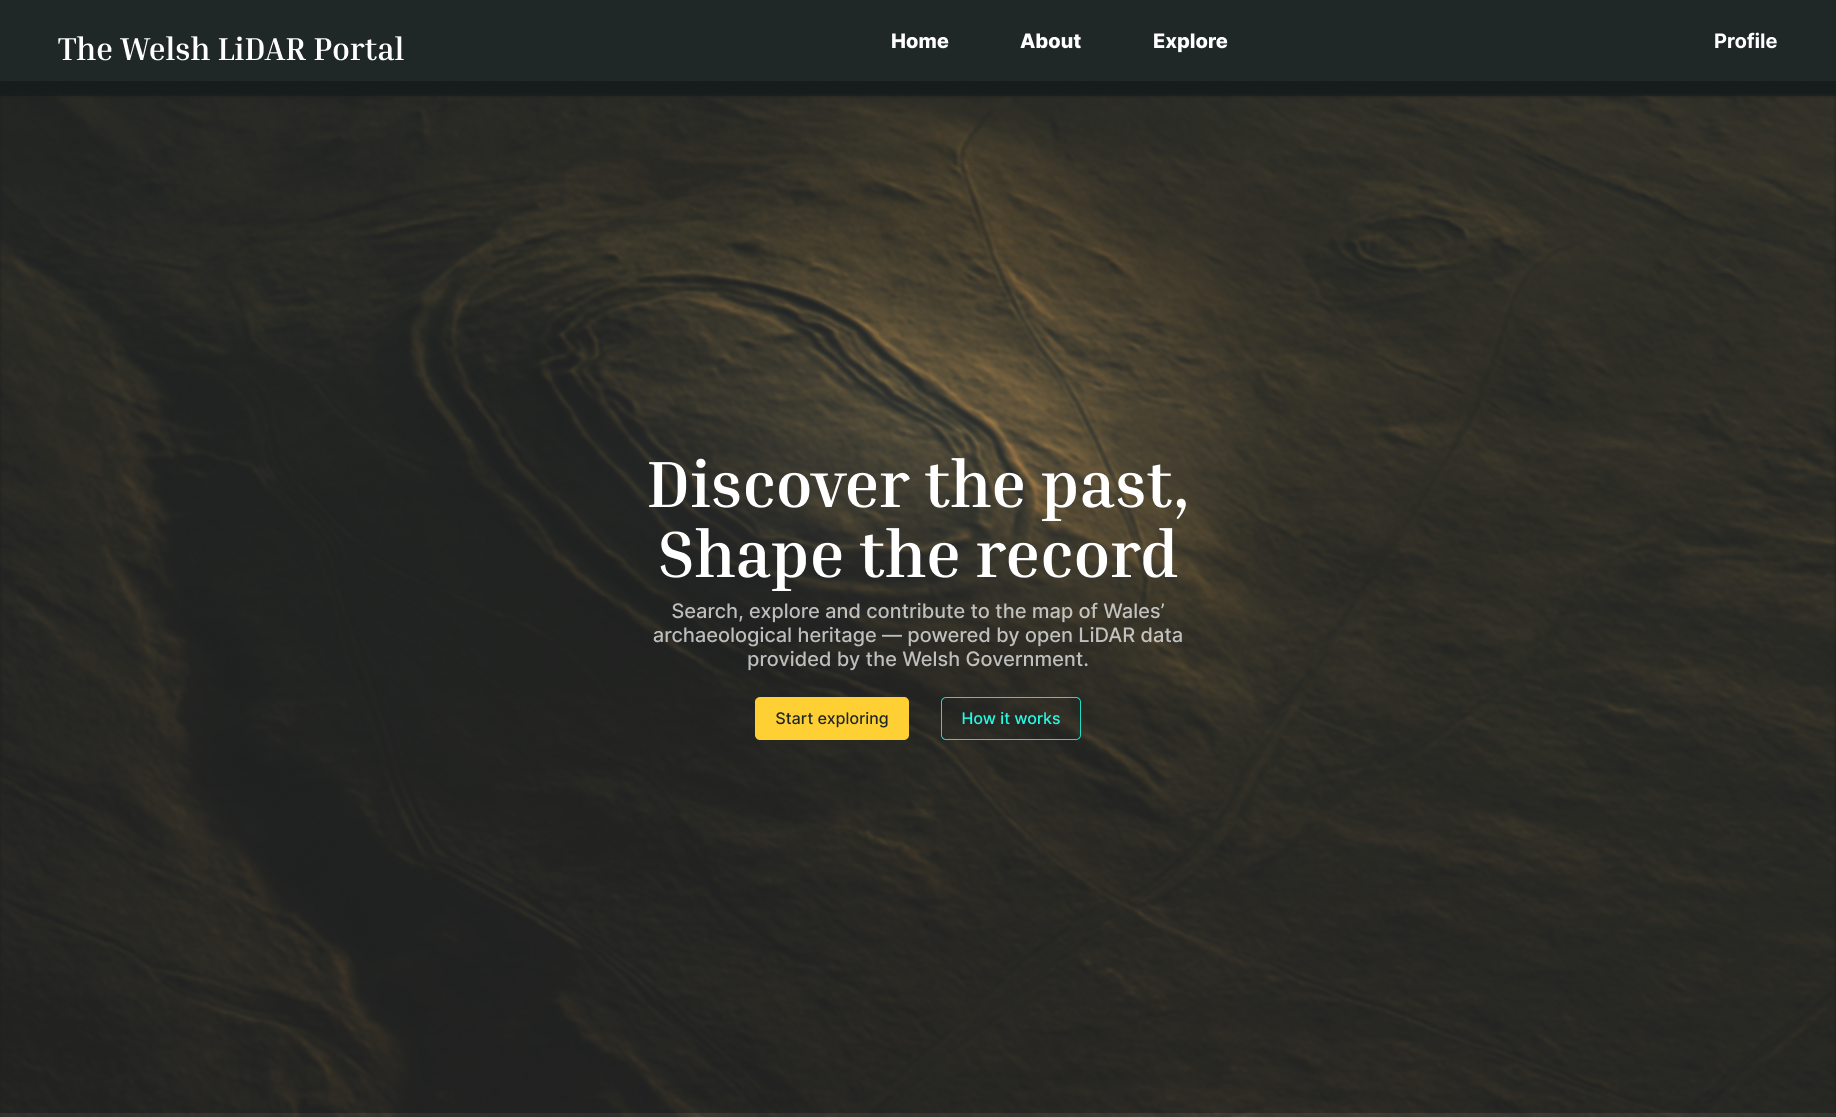 The Welsh LiDAR Portal
Home
About
Explore
Profile
Discover the past,
Shape the record
Search, explore and contribute to the map of Wales’
archaeological heritage — powered by open LiDAR data
provided by the Welsh Government.
Start exploring
How it works